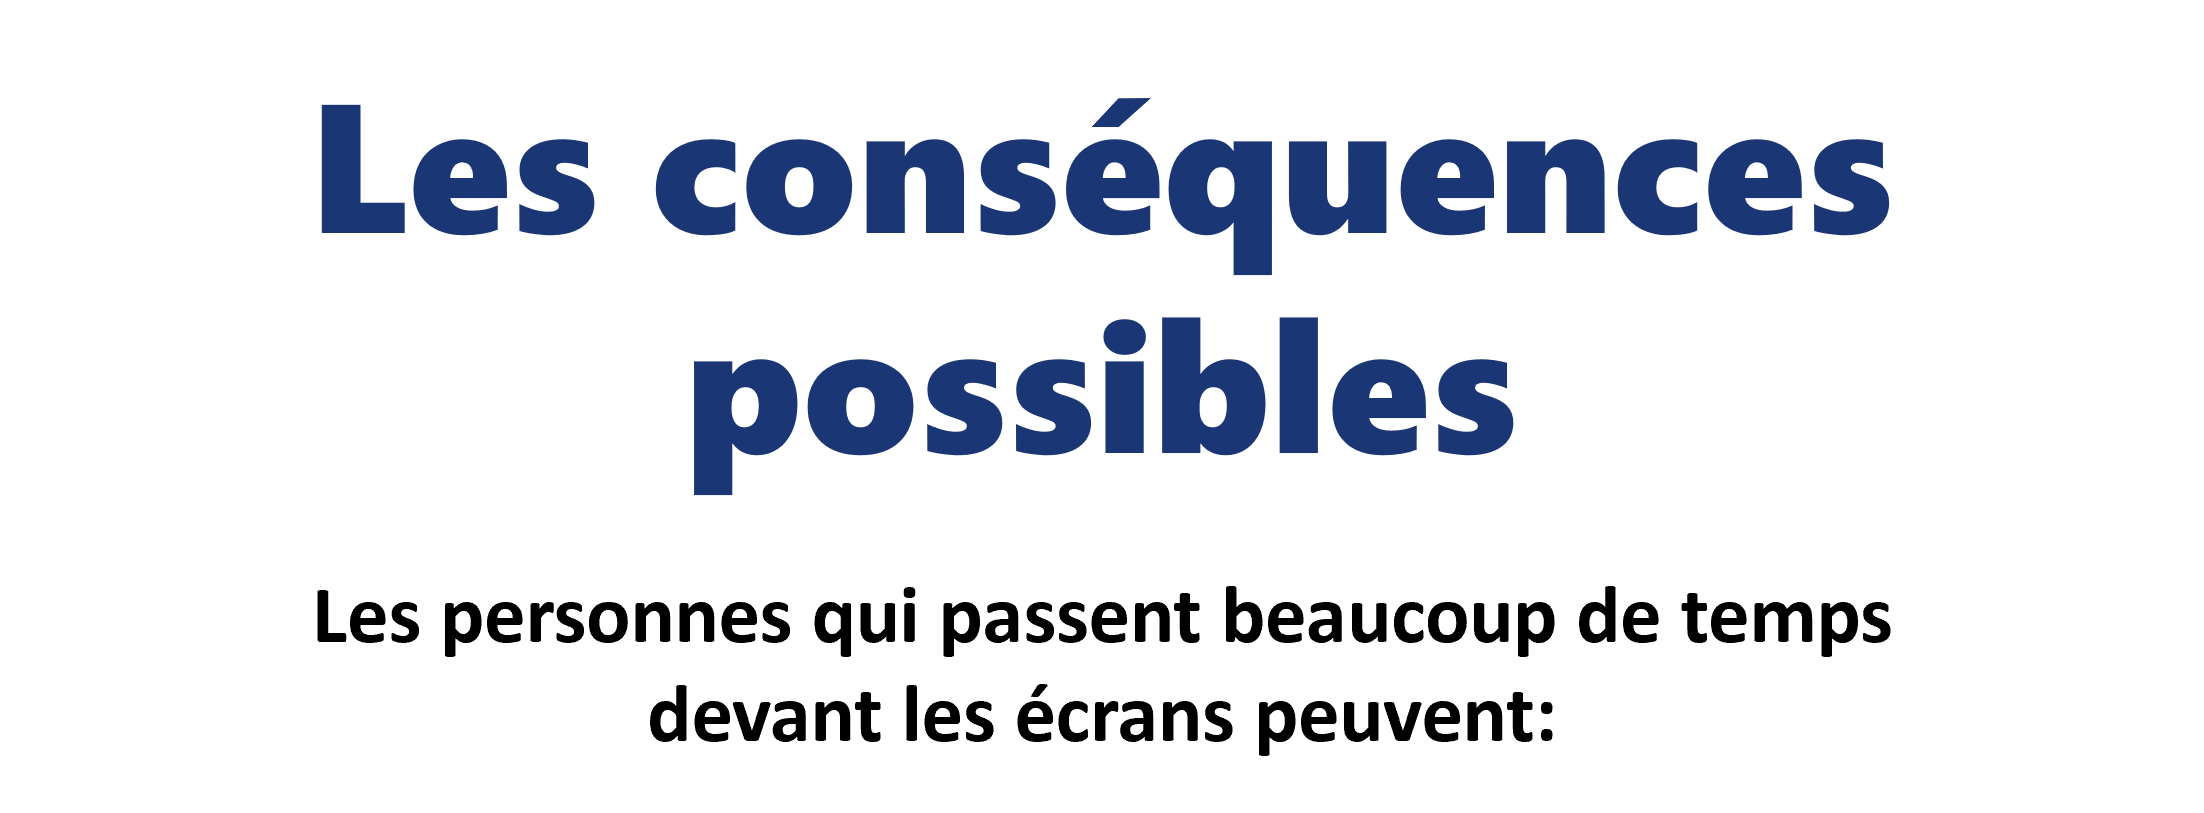 Les conséquences
possibles
Les personnes qui passent beaucoup de temps
devant les écrans peuvent: